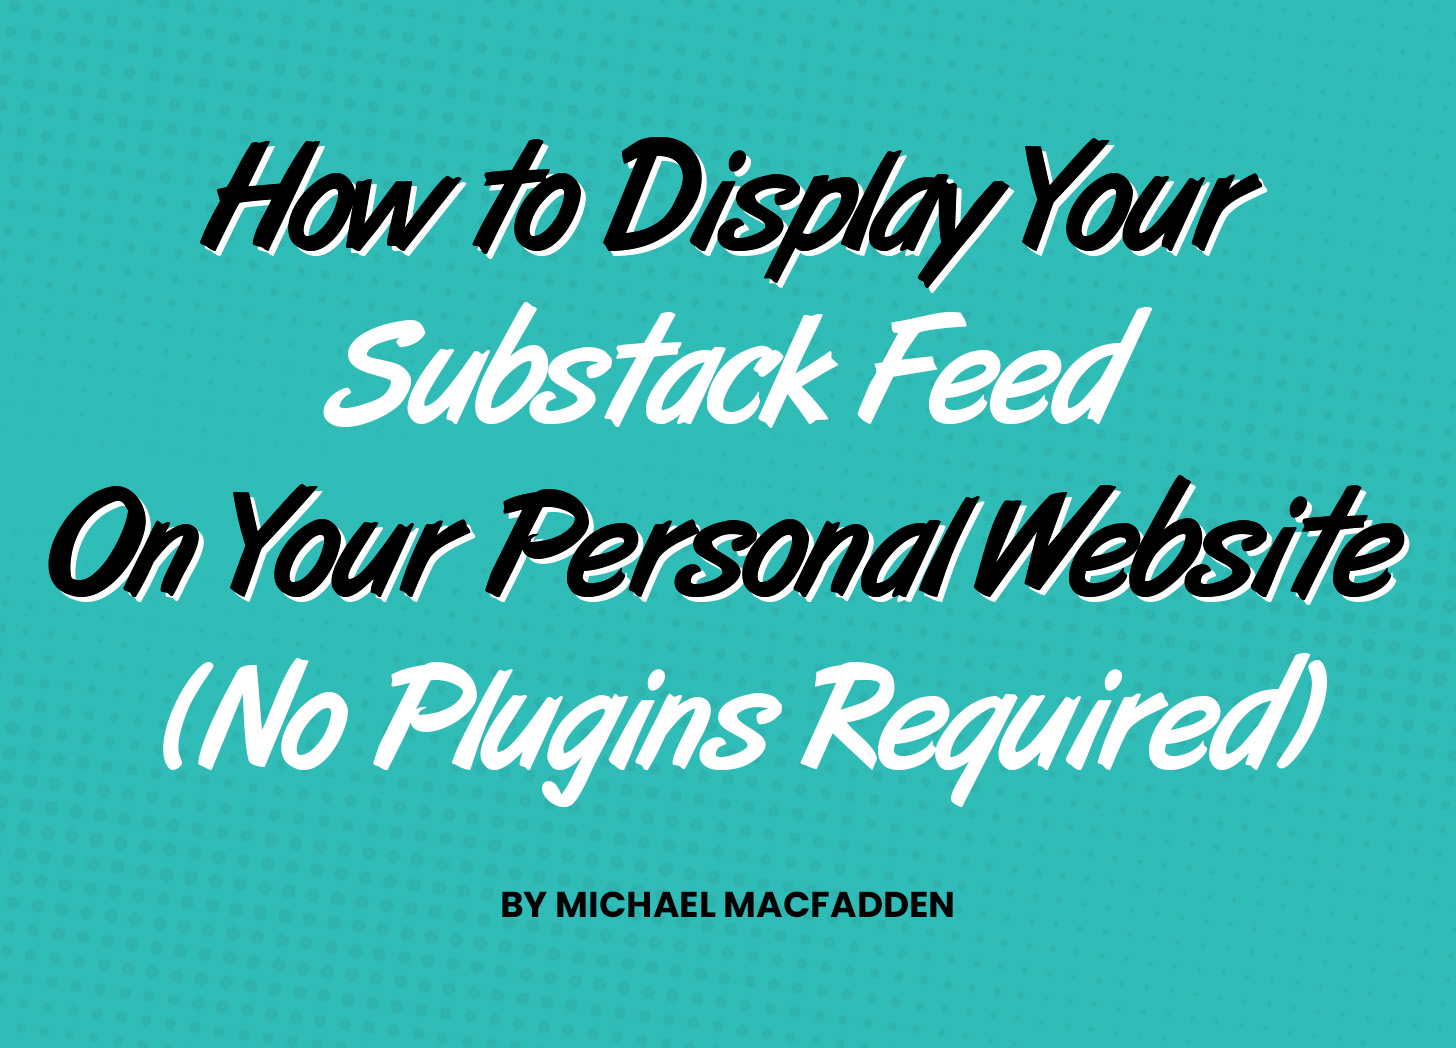 How to Display Your
Substack Feed
On Your Personal Website
(No Plugins Required)
BY MICHAEL MACFADDEN